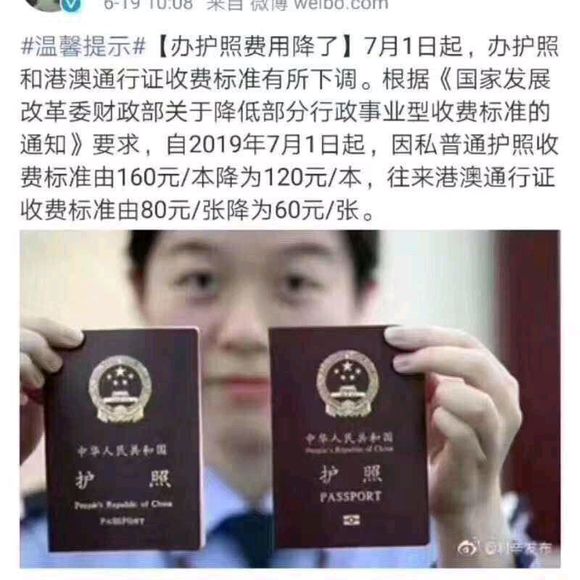 6-19 10:08 来自 微博 weibo.com
#温馨提示#【办护照费用降了】7月1日起，办护照
和港澳通行证收费标准有所下调。根据《国家发展
改革委财政部关于降低部分行政事业型收费标准的
通知》要求，自2019年7月1日起，因私普通护照收
费标准由160元/本降为120元/本，往来港澳通行证
收费标准由80元/张降为60元/张。
中华人民共和国
护 照
People's Republic of China
PASSPORT
中华人民共和国
People's Republic of China
护 照
PASSPORT
@利辛发布